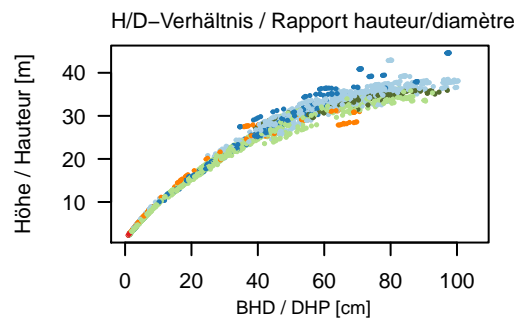 H/D−Verhältnis / Rapport hauteur/diamètre
Höhe / Hauteur [m]
40
30
20
10
0 20 40 60 80 100
BHD / DHP [cm]